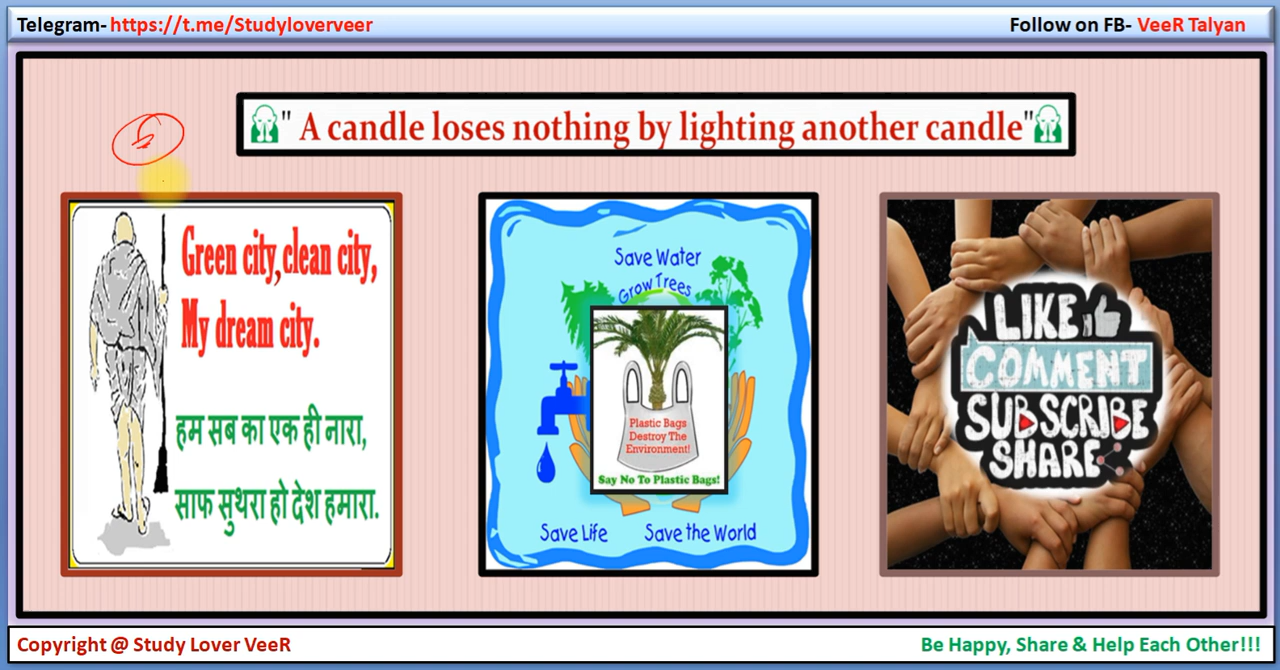 Telegram- https://t.me/Studyloverveer
Follow on FB- VeeR Talyan
" A candle loses nothing by lighting another candle"
Green city,clean city,
My dream city.
हम सब का एक ही नारा,
साफ सुथरा हो देश हमारा.
Save Water
Grow Trees
Plastic Bags
Destroy The
Environment!
Say No To Plastic Bags!
Save Life
Save the World
LIKE
COMMENT
SUBSCRIBE
SHARE
Copyright @ Study Lover VeeR
Be Happy, Share & Help Each Other!!!